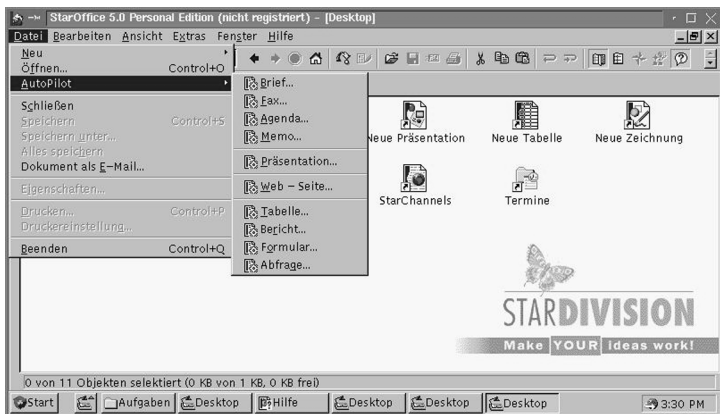 StarOffice 5.0 Personal Edition (nicht registriert) - [Desktop]
Datei Bearbeiten Ansicht Extras Fenster Hilfe
Neu
Öffnen... Control+O
AutoPilot
Schließen
Speichern Control+S
Speichern unter...
Alles speichern
Dokument als E-Mail...
Eigenschaften...
Drucken... Control+P
Druckereinstellung...
Beenden Control+Q
Brief...
Fax...
Agenda...
Memo...
Präsentation...
Web - Seite...
Tabelle...
Bericht...
Formular...
Abfrage...
Neue Präsentation Neue Tabelle Neue Zeichnung
StarChannels Termine
STARDIVISION
Make YOUR ideas work!
0 von 11 Objekten selektiert (0 KB von 1 KB, 0 KB frei)
Start Aufgaben Desktop Hilfe Desktop Desktop Desktop 3:30 PM